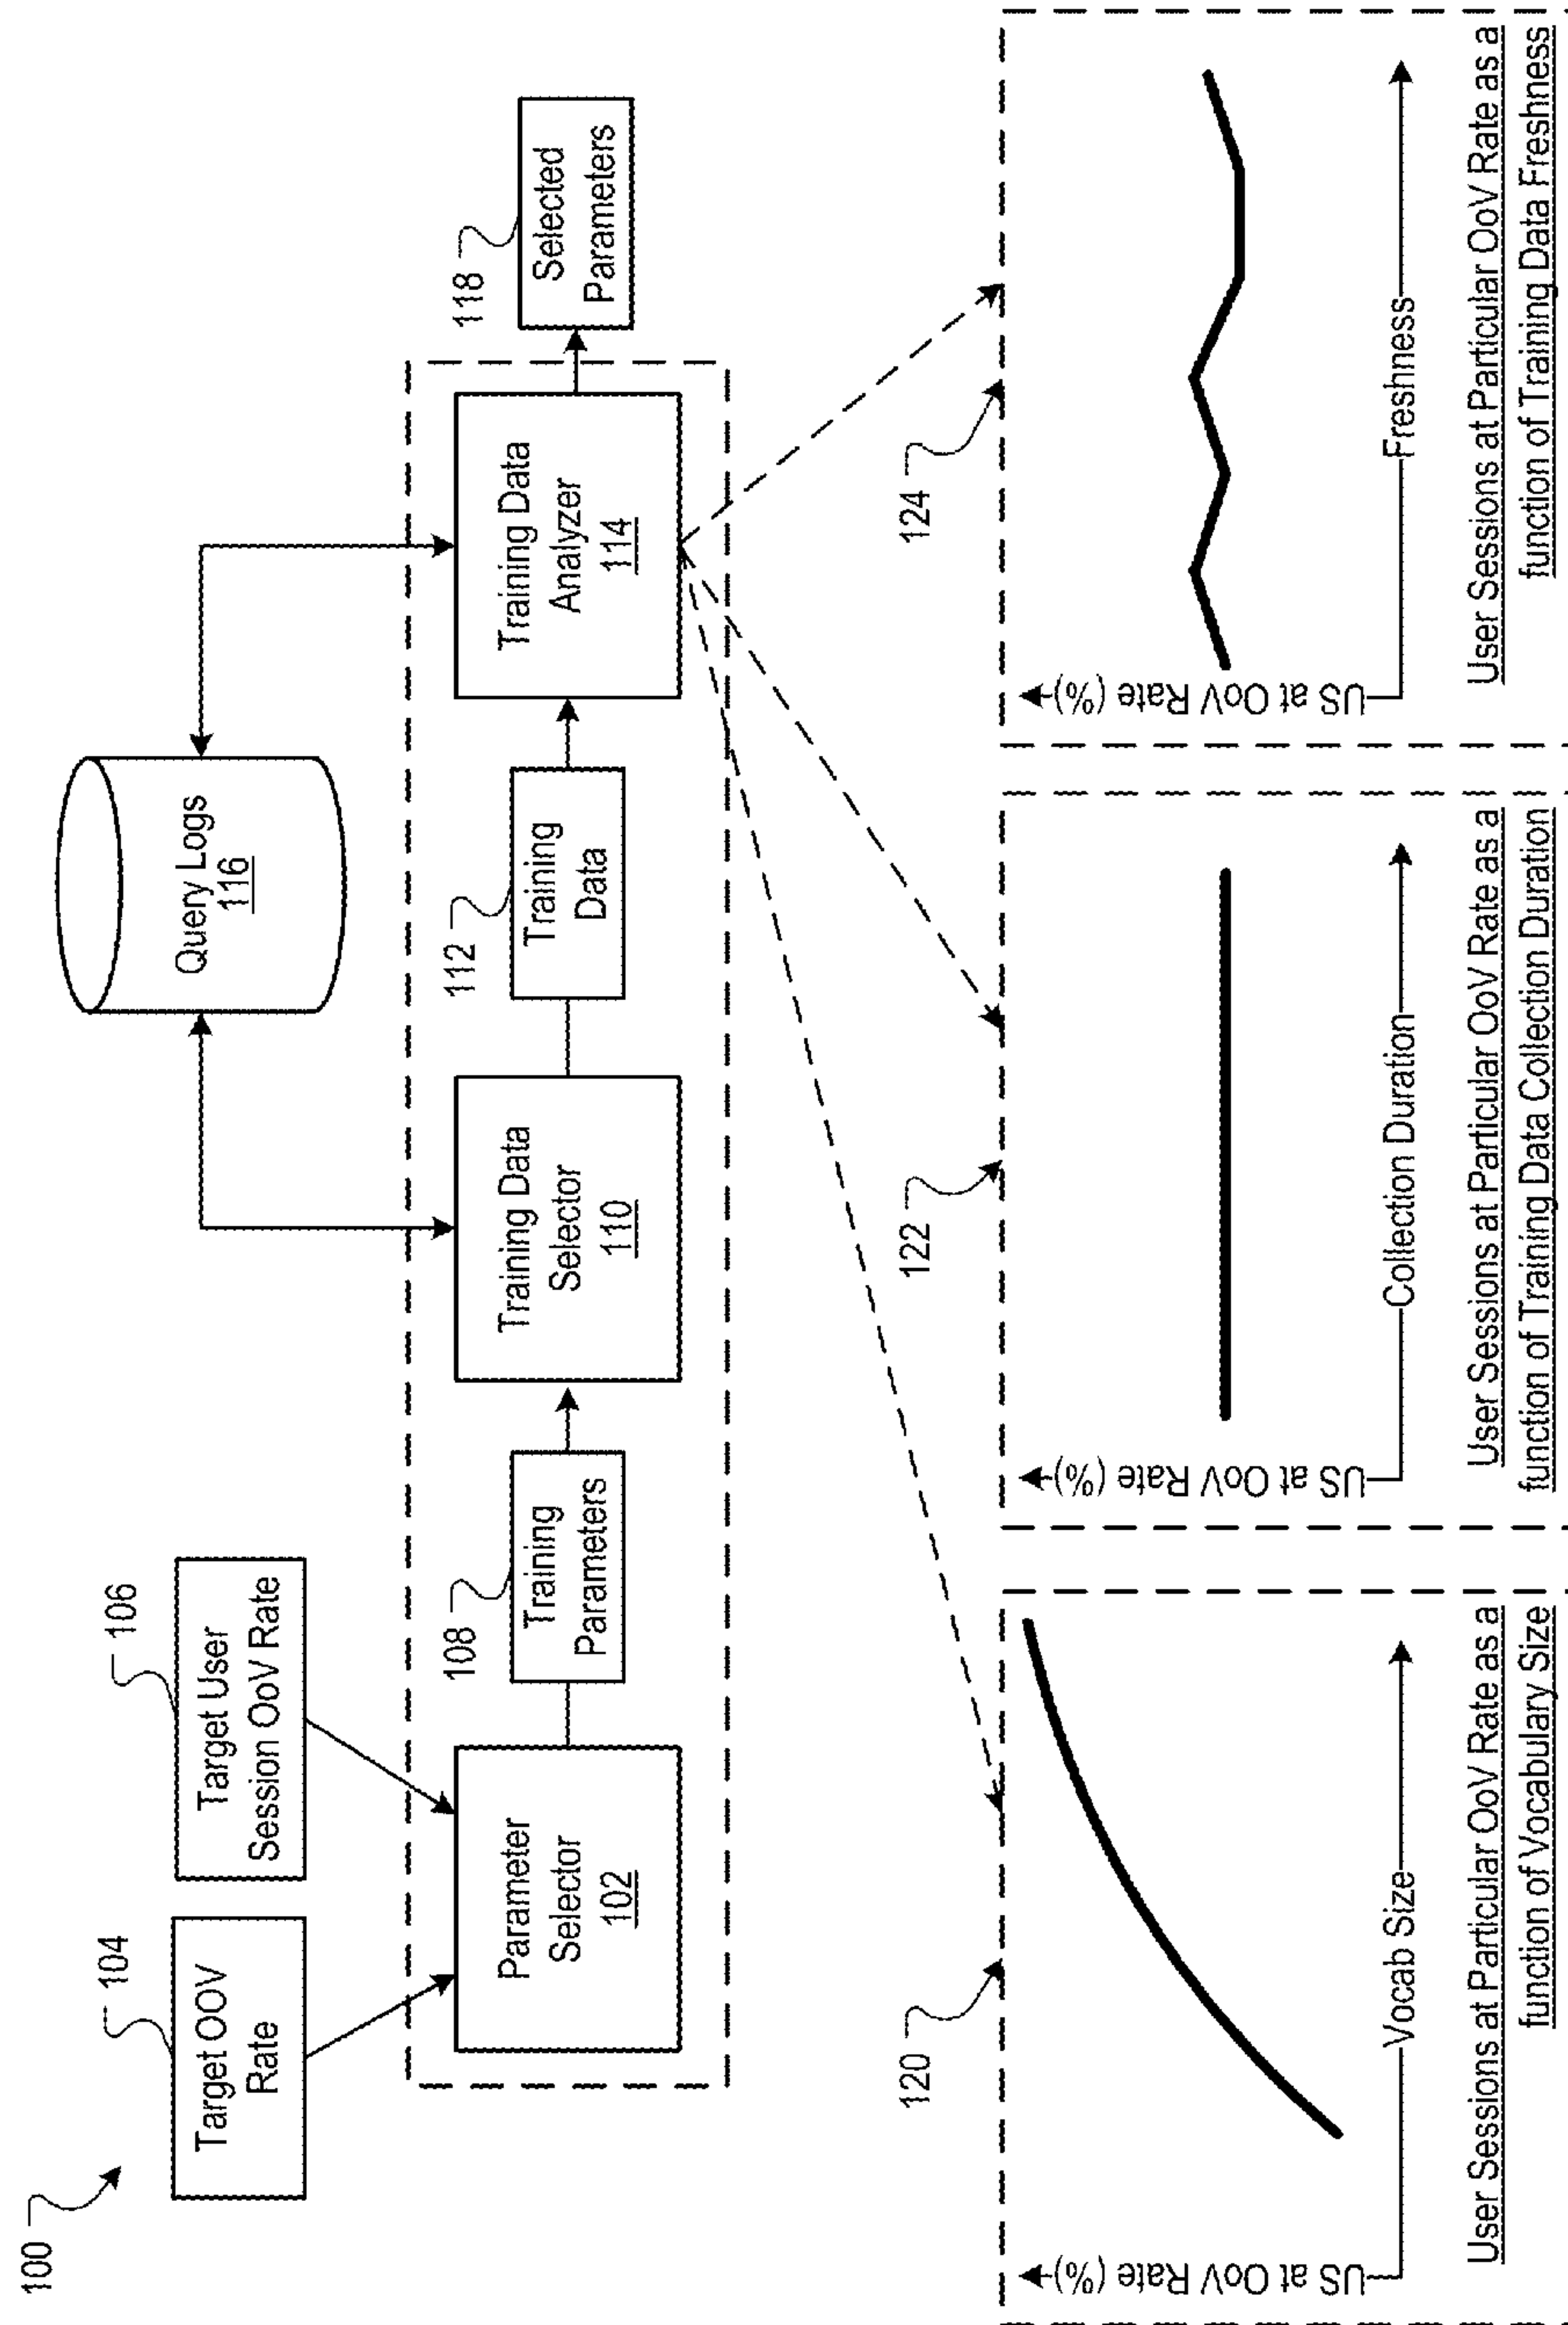 100
104
Target OOV
Rate
106
Target User
Session OoV Rate
Query Logs
116
Parameter
Selector
102
108
Training
Parameters
Training Data
Selector
110
112
Training
Data
Training Data
Analyzer
114
118
Selected
Parameters
120
US at OoV Rate (%)
Vocab Size
User Sessions at Particular OoV Rate as a
function of Vocabulary Size
122
US at OoV Rate (%)
Collection Duration
User Sessions at Particular OoV Rate as a
function of Training Data Collection Duration
124
US at OoV Rate (%)
Freshness
User Sessions at Particular OoV Rate as a
function of Training Data Freshness